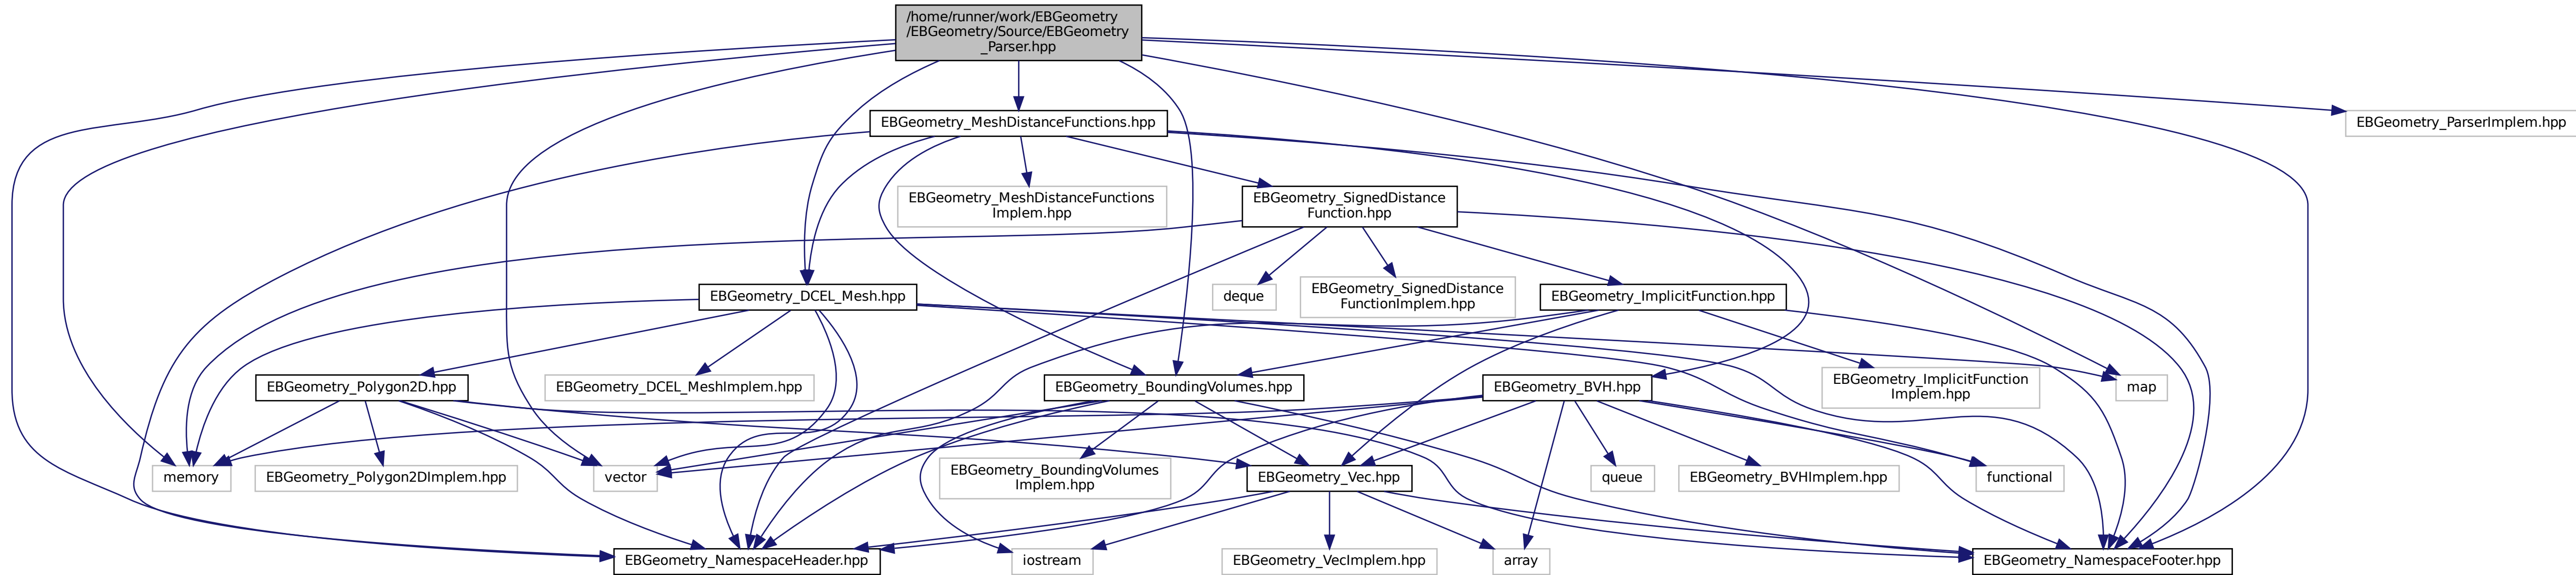 /home/runner/work/EBGeometry
/EBGeometry/Source/EBGeometry
_Parser.hpp
EBGeometry_MeshDistanceFunctions.hpp
EBGeometry_ParserImplem.hpp
EBGeometry_MeshDistanceFunctions
Implem.hpp
EBGeometry_SignedDistance
Function.hpp
EBGeometry_DCEL_Mesh.hpp
deque
EBGeometry_SignedDistance
FunctionImplem.hpp
EBGeometry_ImplicitFunction.hpp
EBGeometry_Polygon2D.hpp
EBGeometry_DCEL_MeshImplem.hpp
EBGeometry_BoundingVolumes.hpp
EBGeometry_BVH.hpp
EBGeometry_ImplicitFunction
Implem.hpp
map
memory
EBGeometry_Polygon2DImplem.hpp
vector
EBGeometry_BoundingVolumes
Implem.hpp
EBGeometry_Vec.hpp
queue
EBGeometry_BVHImplem.hpp
functional
EBGeometry_NamespaceHeader.hpp
iostream
EBGeometry_VecImplem.hpp
array
EBGeometry_NamespaceFooter.hpp